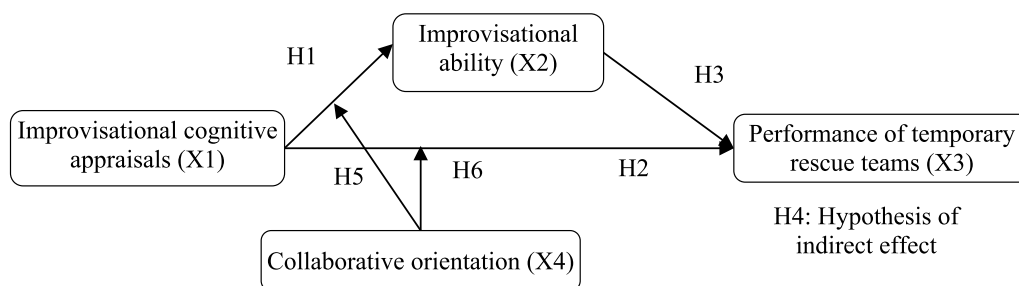 Improvisational
ability (X2)
H1
H3
Improvisational cognitive
appraisals (X1)
Performance of temporary
rescue teams (X3)
H5
H6
H2
H4: Hypothesis of
indirect effect
Collaborative orientation (X4)